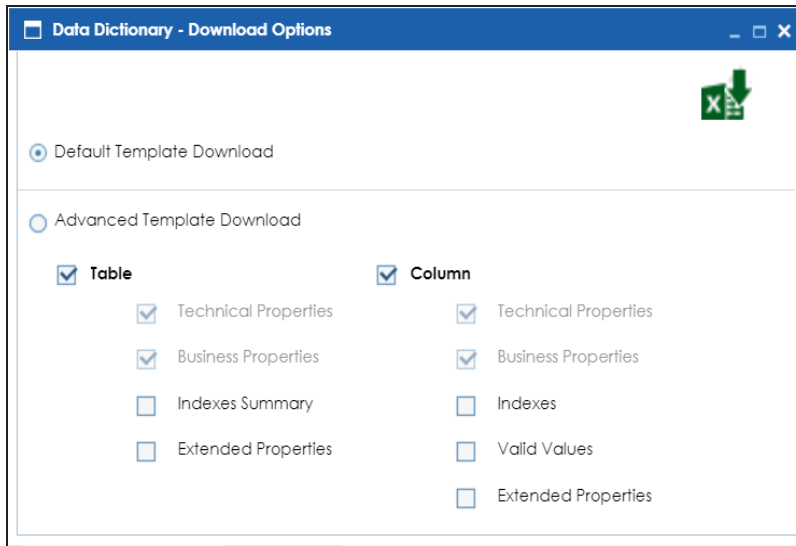 Data Dictionary - Download Options
X
Default Template Download
Advanced Template Download
Table
Column
Technical Properties
Technical Properties
Business Properties
Business Properties
Indexes Summary
Indexes
Extended Properties
Valid Values
Extended Properties